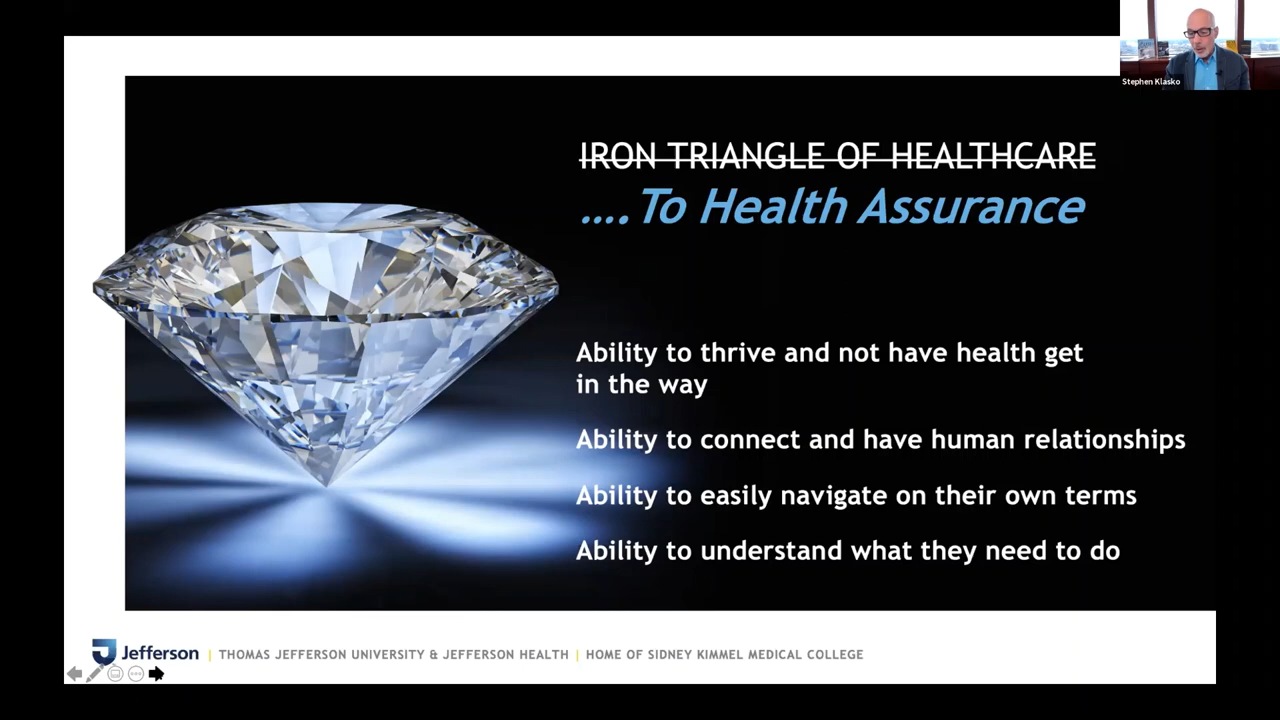 Stephen Klasko
IRON TRIANGLE OF HEALTHCARE
....To Health Assurance
Ability to thrive and not have health get
in the way
Ability to connect and have human relationships
Ability to easily navigate on their own terms
Ability to understand what they need to do
Jefferson | THOMAS JEFFERSON UNIVERSITY & JEFFERSON HEALTH | HOME OF SIDNEY KIMMEL MEDICAL COLLEGE